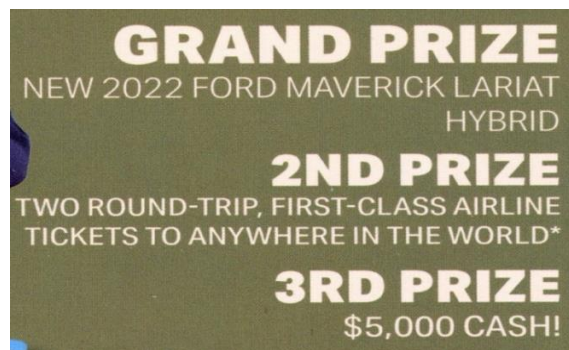 GRAND PRIZE
NEW 2022 FORD MAVERICK LARIAT
HYBRID
2ND PRIZE
TWO ROUND-TRIP, FIRST-CLASS AIRLINE
TICKETS TO ANYWHERE IN THE WORLD*
3RD PRIZE
$5,000 CASH!